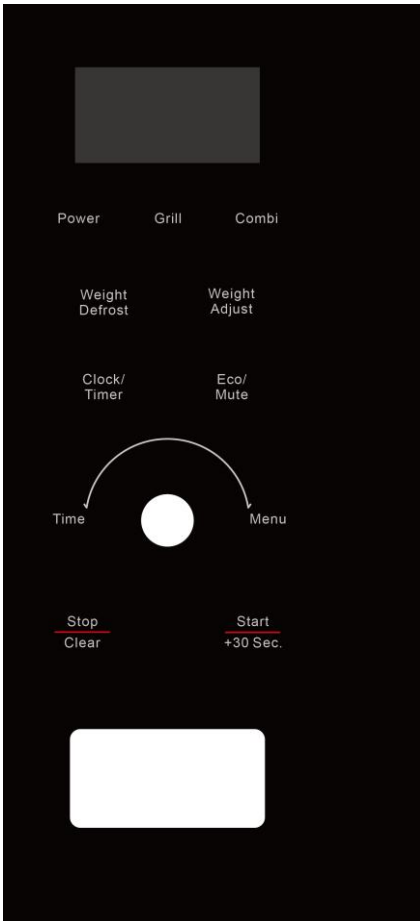 Power Grill Combi
Weight Weight
Defrost Adjust
Clock/ Eco/
Timer Mute
Time Menu
Stop Start
Clear +30 Sec.